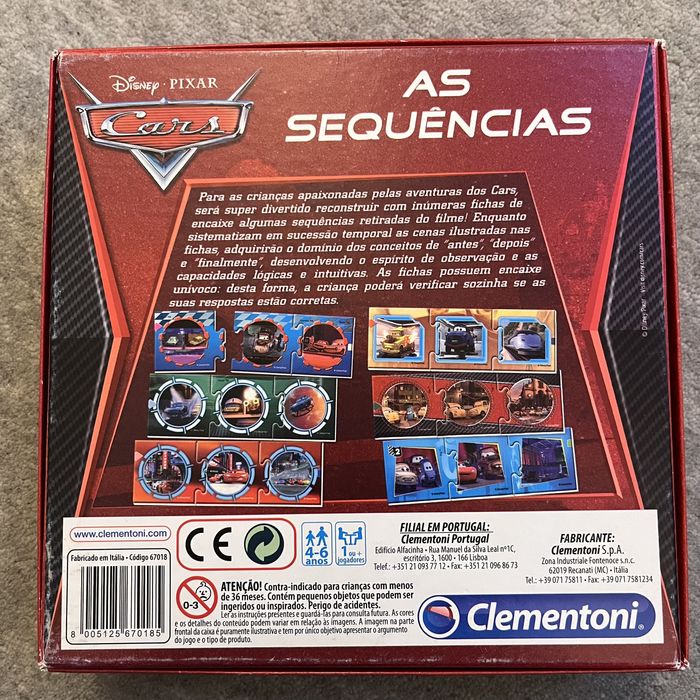 Disney · PIXAR
Cars
AS
SEQUÊNCIAS
Para as crianças apaixonadas pelas aventuras dos Cars,
será super divertido reconstruir com inúmeras fichas de
encaixe algumas sequências retiradas do filme! Enquanto
sistematizam em sucessão temporal as cenas ilustradas nas
fichas, adquirirão o domínio dos conceitos de "antes", "depois"
e "finalmente", desenvolvendo o espírito de observação e as
capacidades lógicas e intuitivas. As fichas possuem encaixe
unívoco: desta forma, a criança poderá verificar sozinha se as
suas respostas estão corretas.
© Disney/Pixar
2
www.clementoni.com
Fabricado em Itália • Código 67018
8 005125 670185
CE
4-6
anos
1 ou +
jogadores
FILIAL EM PORTUGAL:
Clementoni Portugal
Edifício Alfacinha • Rua Manuel da Silva Leal nº1C,
escritório 3, 1600 - 166 Lisboa
Telef.: +351 21 093 77 12 • Fax: +351 21 096 86 73
FABRICANTE:
Clementoni S.p.A.
Zona Industriale Fontenoce s.n.c.
62019 Recanati (MC) • Itália
Tel.: +39 071 75811 • Fax: +39 071 7581234
0-3
ATENÇÃO! Contra-indicado para crianças com menos
de 36 meses. Contém pequenos objetos que podem ser
ingeridos ou inspirados. Perigo de acidentes.
Ler as instruções presentes e guardá-las para consulta futura. As cores
e os detalhes do conteúdo podem variar em relação às imagens. A imagem na parte
frontal da caixa é puramente ilustrativa e tem por único objetivo apresentar o argumento
do jogo e o tipo de produto.
Clementoni®